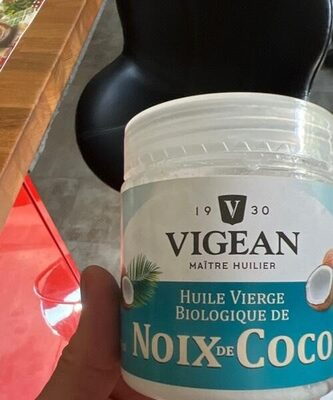 19 V 30
VIGEAN
MAÎTRE HUILIER
HUILE VIERGE
BIOLOGIQUE DE
NOIX DE COCO